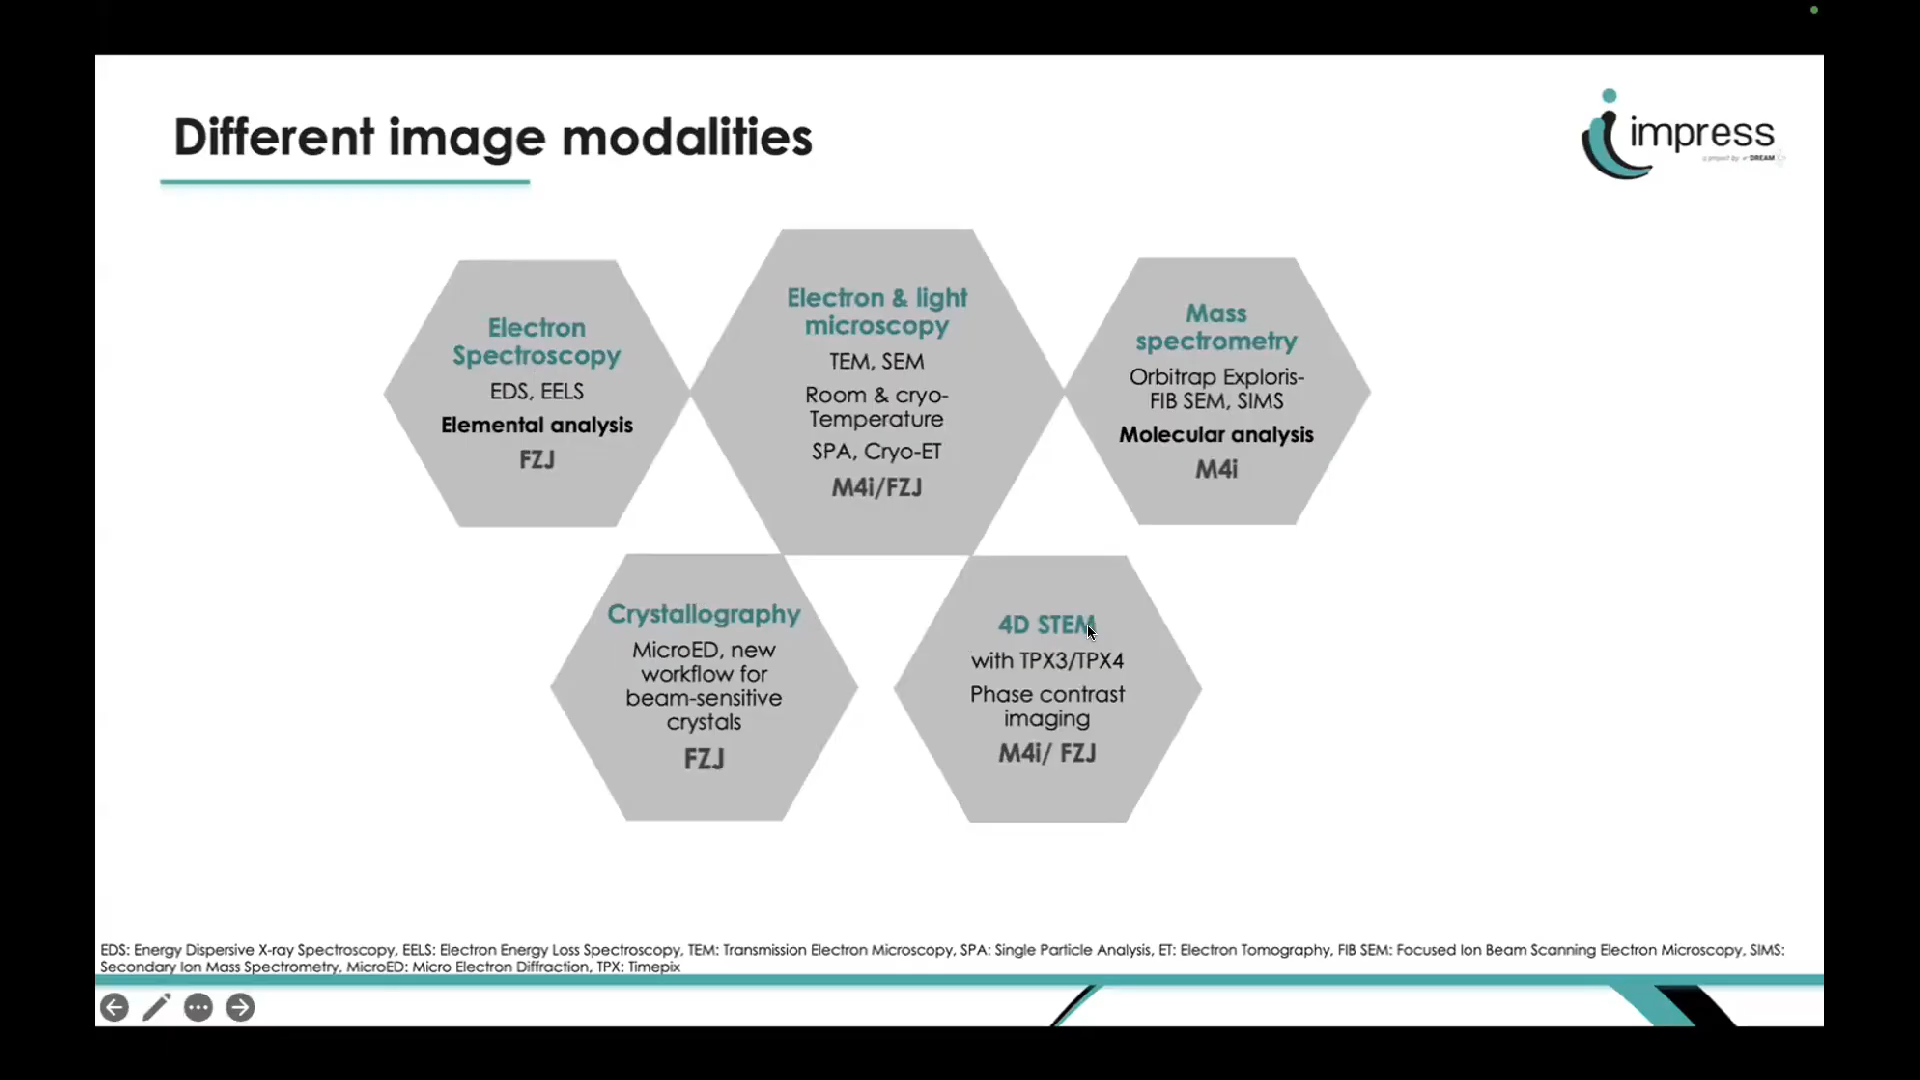 Different image modalities
impress
a project by DREAM
Electron
Spectroscopy
EDS, EELS
Elemental analysis
FZJ
Electron & light
microscopy
TEM, SEM
Room & cryo-
Temperature
SPA, Cryo-ET
M4i/FZJ
Mass
spectrometry
Orbitrap Exploris-
FIB SEM, SIMS
Molecular analysis
M4i
Crystallography
MicroED, new
workflow for
beam-sensitive
crystals
FZJ
4D STEM
with TPX3/TPX4
Phase contrast
imaging
M4i/ FZJ
EDS: Energy Dispersive X-ray Spectroscopy, EELS: Electron Energy Loss Spectroscopy, TEM: Transmission Electron Microscopy, SPA: Single Particle Analysis, ET: Electron Tomography, FIB SEM: Focused Ion Beam Scanning Electron Microscopy, SIMS:
Secondary Ion Mass Spectrometry, MicroED: Micro Electron Diffraction, TPX: Timepix